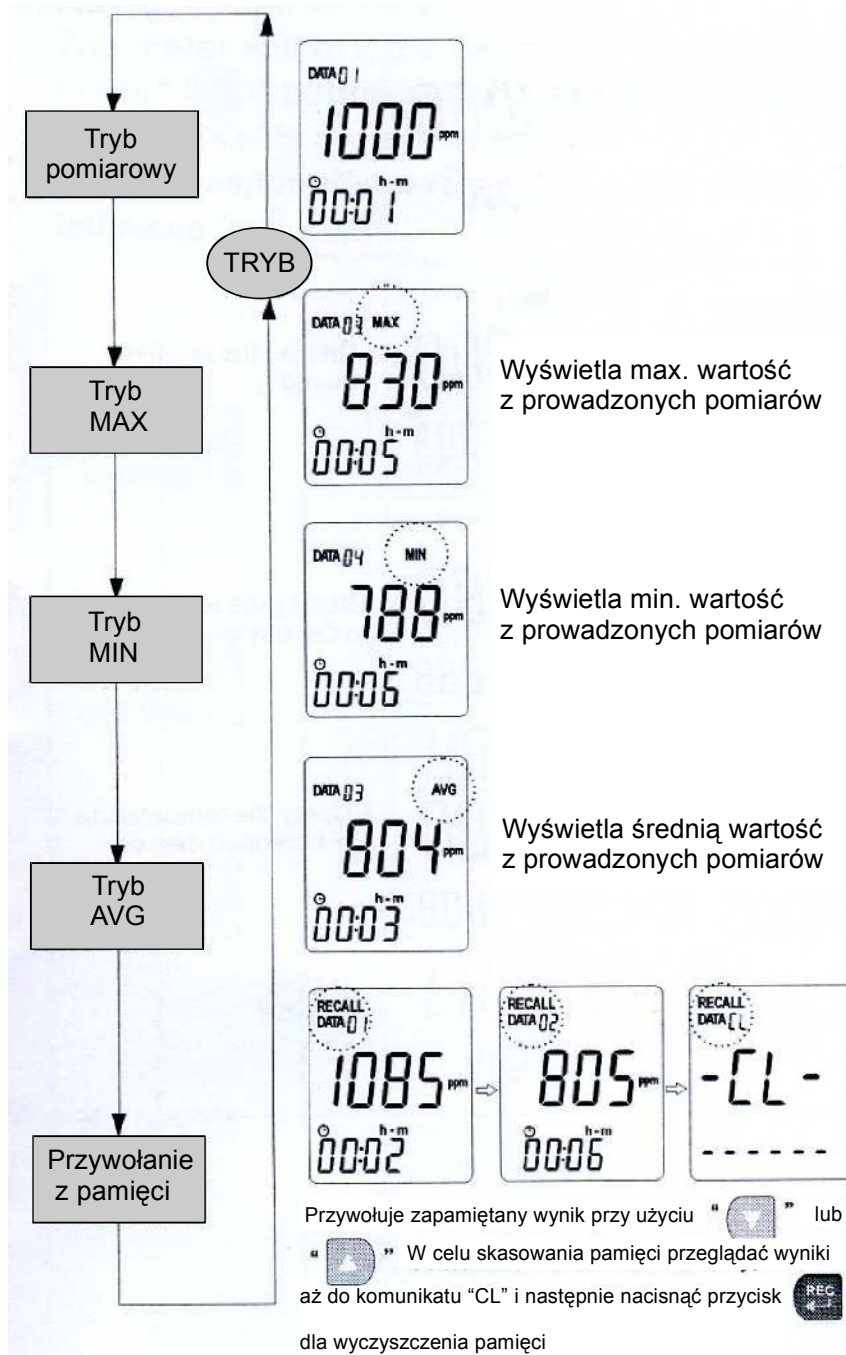 DATA 01
1000 ppm
h-m
00:01
Tryb
pomiarowy
TRYB
DATA 03 MAX
830 ppm
h-m
00:05
Wyświetla max. wartość
z prowadzonych pomiarów
Tryb
MAX
DATA 04 MIN
788 ppm
h-m
00:06
Wyświetla min. wartość
z prowadzonych pomiarów
Tryb
MIN
DATA 03 AVG
804 ppm
h-m
00:03
Wyświetla średnią wartość
z prowadzonych pomiarów
Tryb
AVG
RECALL
DATA 01
1085 ppm
h-m
00:02
RECALL
DATA 02
805 ppm
h-m
00:06
RECALL
DATA CL
-CL-
------
Przywołanie
z pamięci
Przywołuje zapamiętany wynik przy użyciu " " lub
" " W celu skasowania pamięci przeglądać wyniki
aż do komunikatu “CL” i następnie nacisnąć przycisk REC
dla wyczyszczenia pamięci